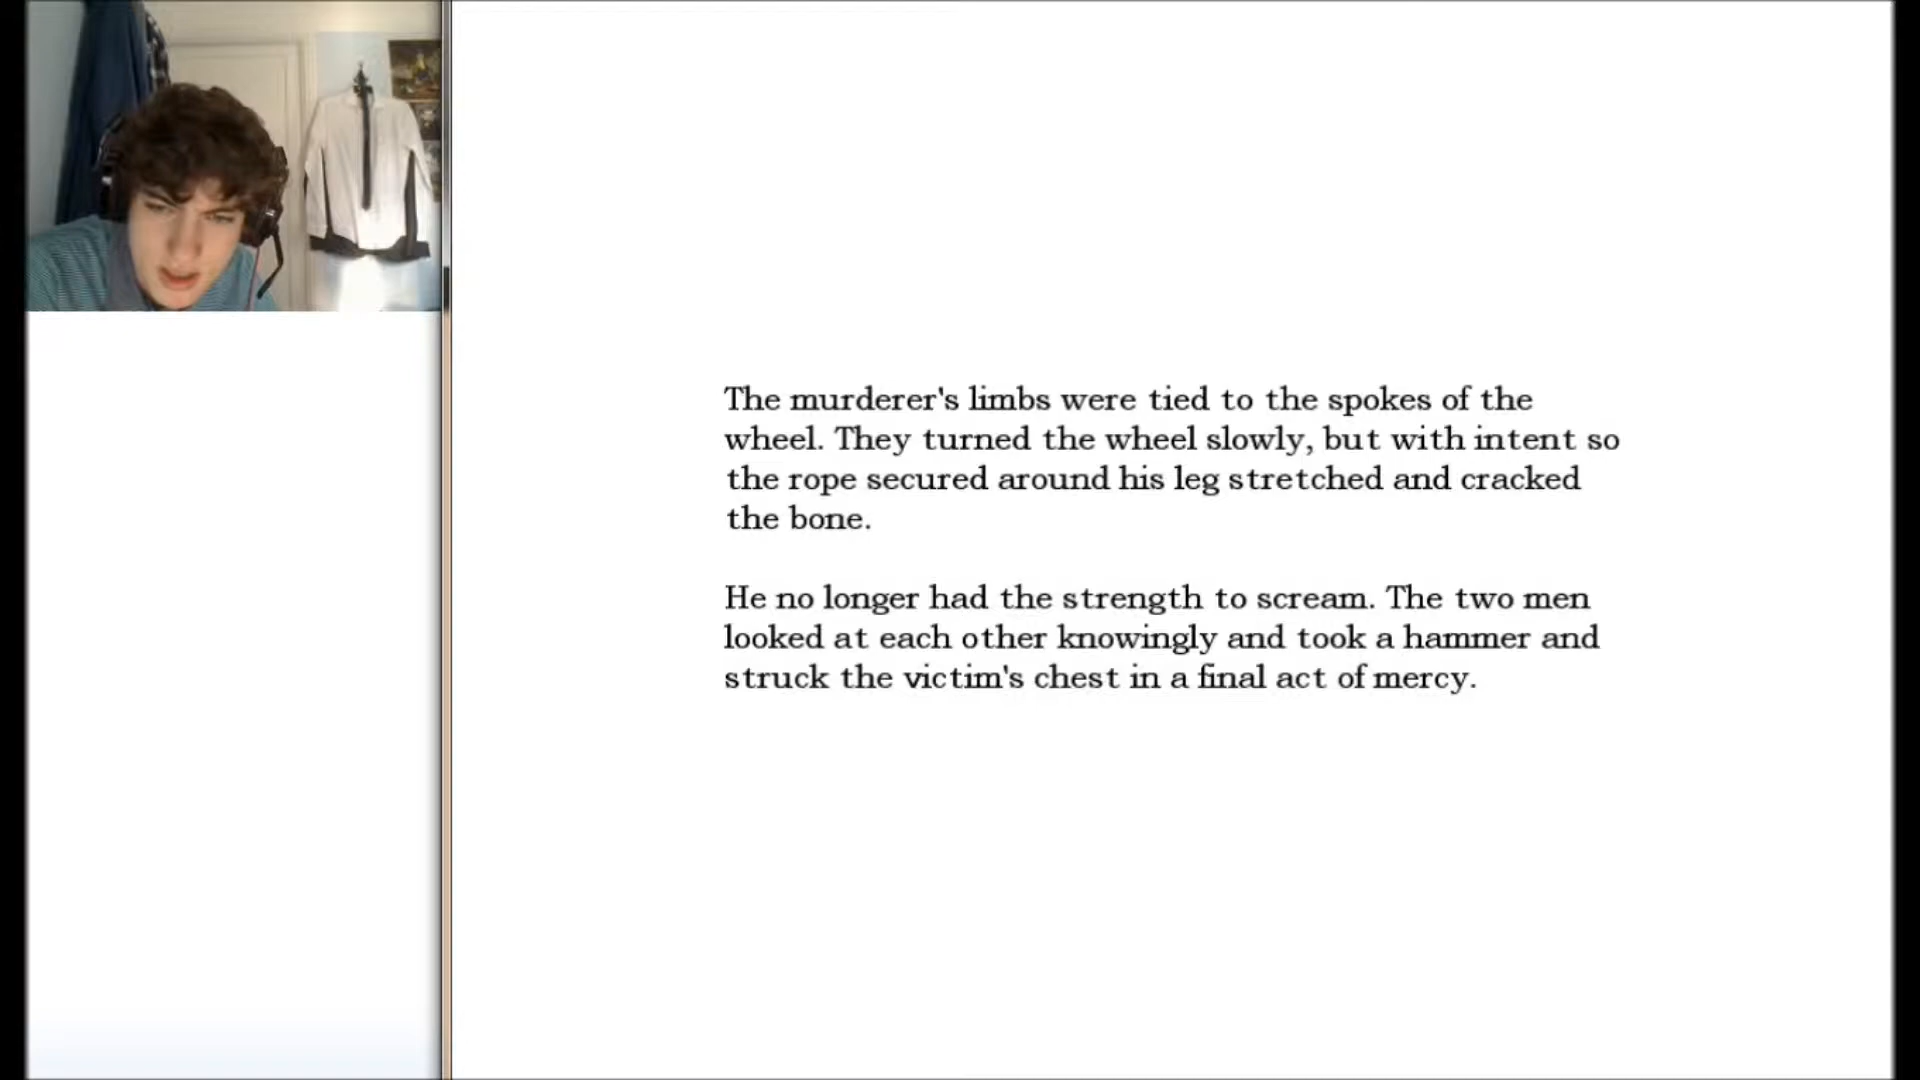 The murderer's limbs were tied to the spokes of the
wheel. They turned the wheel slowly, but with intent so
the rope secured around his leg stretched and cracked
the bone.
He no longer had the strength to scream. The two men
looked at each other knowingly and took a hammer and
struck the victim's chest in a final act of mercy.